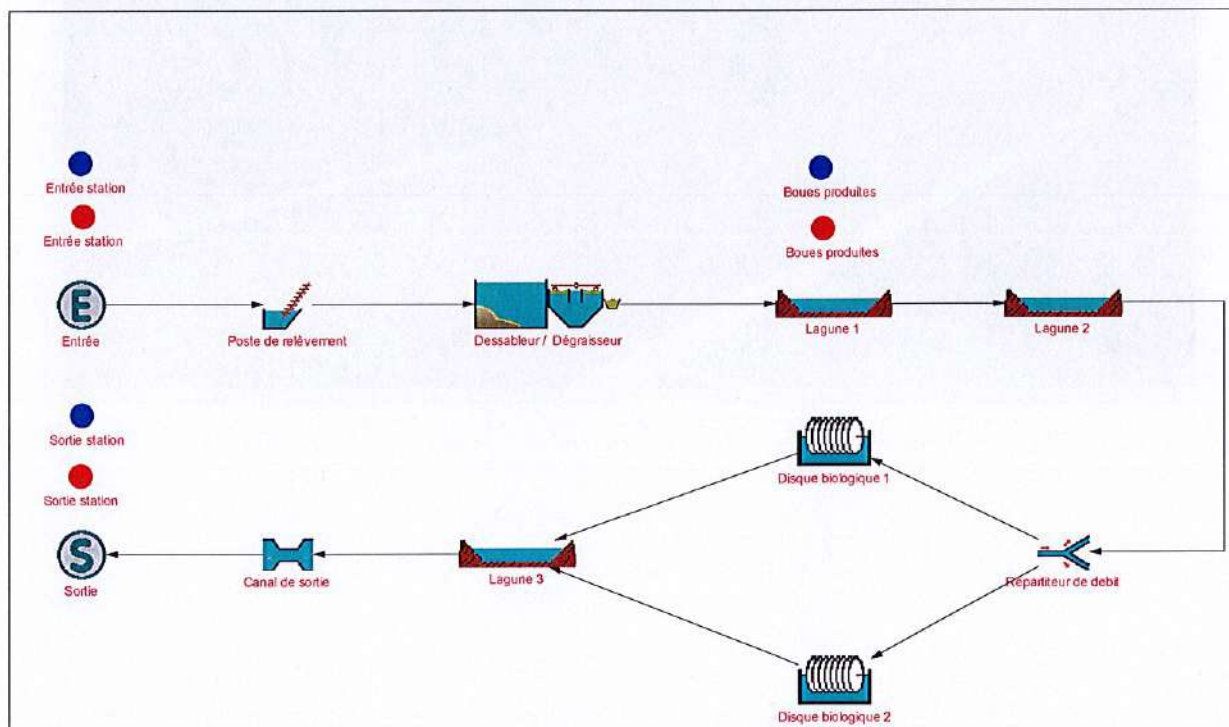 Entrée station
Boues produites
Entrée station
Boues produites
E
Entrée
Poste de relèvement
Dessableur / Dégraisseur
Lagune 1
Lagune 2
Sortie station
Sortie station
Disque biologique 1
S
Sortie
Canal de sortie
Lagune 3
Répartiteur de debit
Disque biologique 2